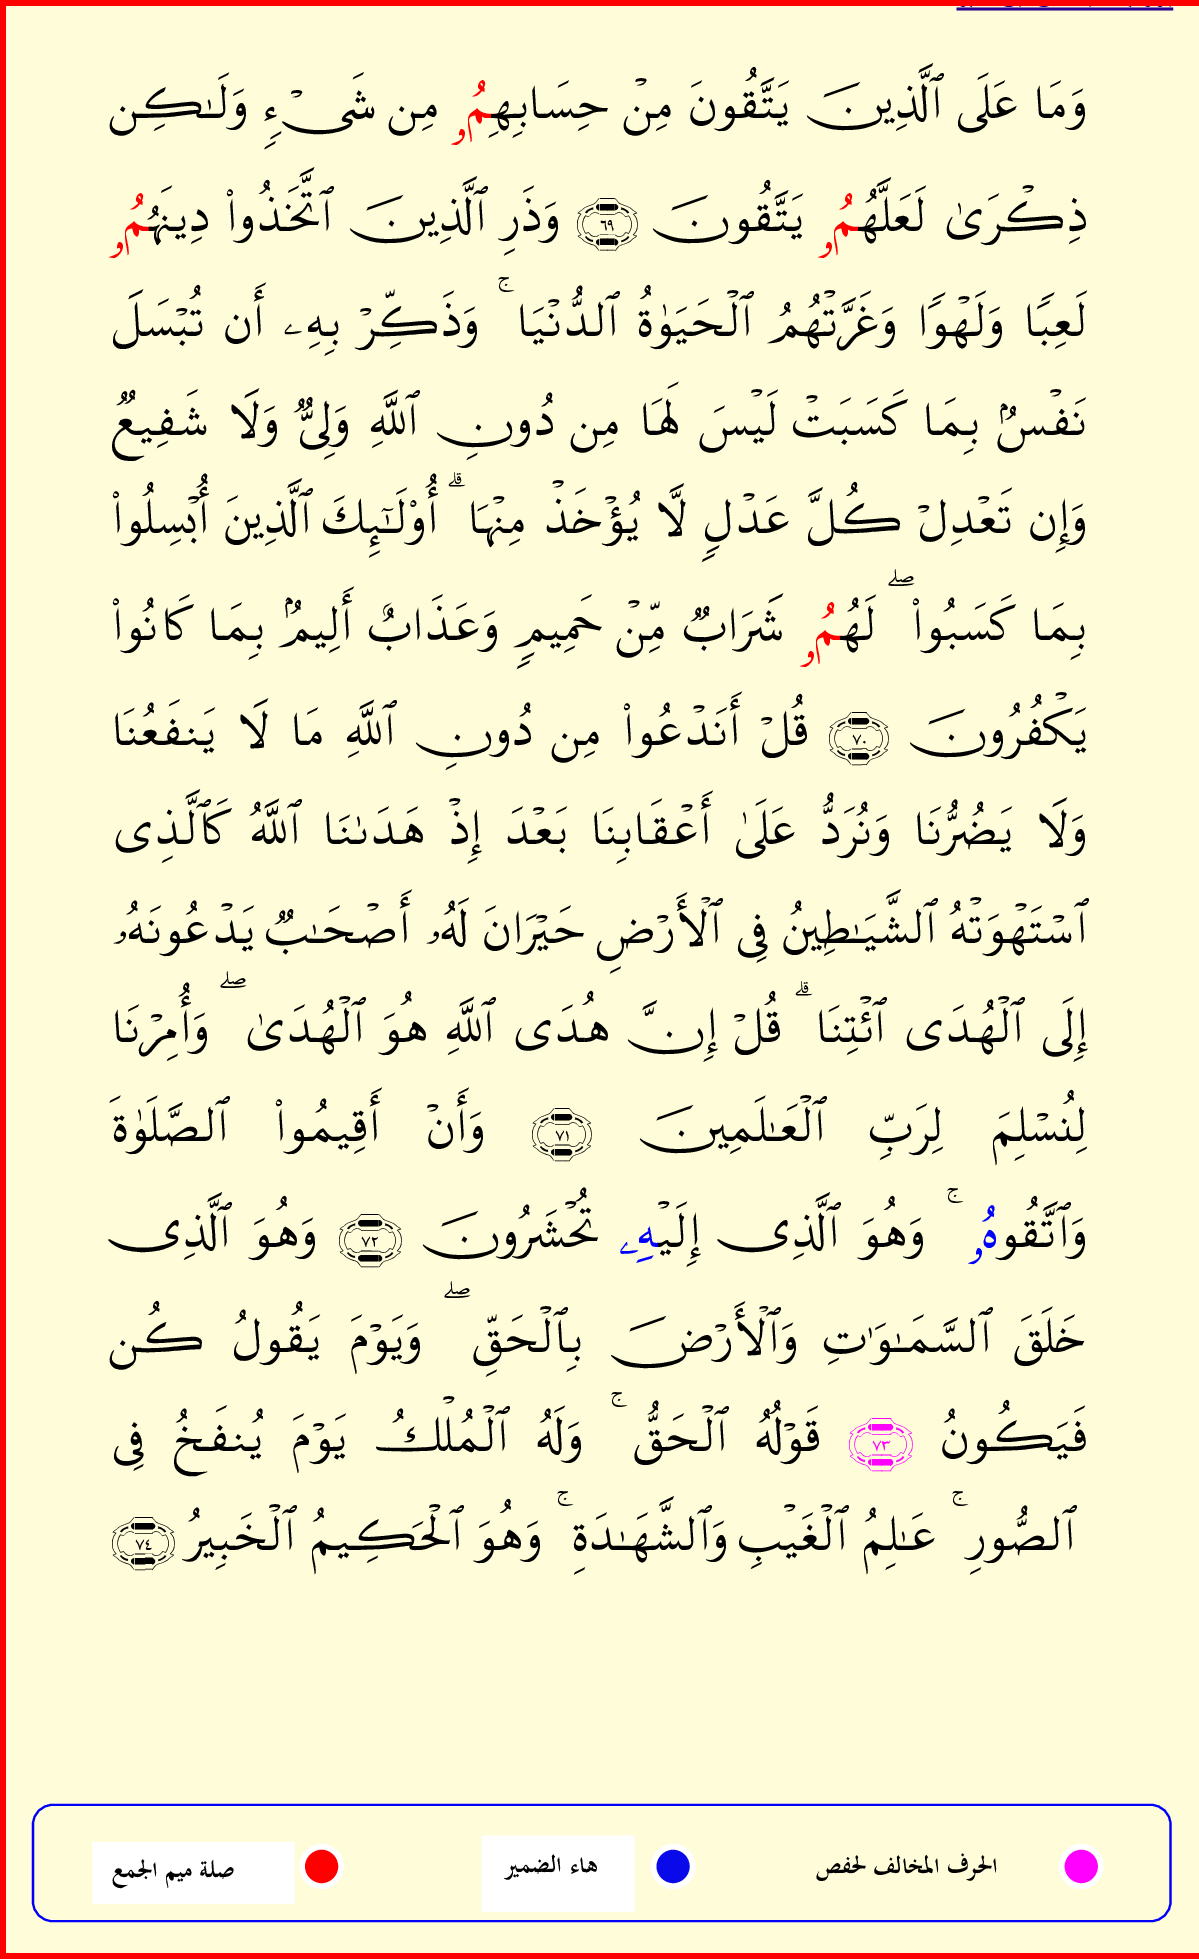 وَمَا عَلَى ٱلَّذِينَ يَتَّقُونَ مِنۡ حِسَابِهِمُۥ مِن شَىۡءٍ وَلَـٰكِن
ذِكۡرَىٰ لَعَلَّهُمُۥ يَتَّقُونَ ٦٩ وَذَرِ ٱلَّذِينَ ٱتَّخَذُواْ دِينَهُمُۥ
لَعِبًا وَلَهۡوًا وَغَرَّتۡهُمُ ٱلۡحَيَوٰةُ ٱلدُّنۡيَاۚ وَذَكِّرۡ بِهِۦ أَن تُبۡسَلَ
نَفۡسٌۢ بِمَا كَسَبَتۡ لَيۡسَ لَهَا مِن دُونِ ٱللَّهِ وَلِىٌّ وَلَا شَفِيعٌ
وَإِن تَعۡدِلۡ كُلَّ عَدۡلٍ لَّا يُؤۡخَذۡ مِنۡهَاۗ أُوْلَـٰٓئِكَ ٱلَّذِينَ أُبۡسِلُواْ
بِمَا كَسَبُواْۖ لَهُمُۥ شَرَابٌ مِّنۡ حَمِيمٍ وَعَذَابٌ أَلِيمٌۢ بِمَا كَانُواْ
يَكۡفُرُونَ ٧٠ قُلۡ أَنَدۡعُواْ مِن دُونِ ٱللَّهِ مَا لَا يَنفَعُنَا
وَلَا يَضُرُّنَا وَنُرَدُّ عَلَىٰ أَعۡقَابِنَا بَعۡدَ إِذۡ هَدَىٰنَا ٱللَّهُ كَٱلَّذِى
ٱسۡتَهۡوَتۡهُ ٱلشَّيَـٰطِينُ فِى ٱلۡأَرۡضِ حَيۡرَانَ لَهُۥ أَصۡحَـٰبٌ يَدۡعُونَهُۥ
إِلَى ٱلۡهُدَى ٱئۡتِنَاۗ قُلۡ إِنَّ هُدَى ٱللَّهِ هُوَ ٱلۡهُدَىٰۖ وَأُمِرۡنَا
لِنُسۡلِمَ لِرَبِّ ٱلۡعَـٰلَمِينَ ٧١ وَأَنۡ أَقِيمُواْ ٱلصَّلَوٰةَ
وَٱتَّقُوهُۥۚ وَهُوَ ٱلَّذِى إِلَيۡهِۦ تُحۡشَرُونَ ٧٢ وَهُوَ ٱلَّذِى
خَلَقَ ٱلسَّمَـٰوَٰتِ وَٱلۡأَرۡضَ بِٱلۡحَقِّۖ وَيَوۡمَ يَقُولُ كُن
فَيَكُونُ ٧٣ قَوۡلُهُ ٱلۡحَقُّۚ وَلَهُ ٱلۡمُلۡكُ يَوۡمَ يُنفَخُ فِى
ٱلصُّورِۚ عَـٰلِمُ ٱلۡغَيۡبِ وَٱلشَّهَـٰدَةِۚ وَهُوَ ٱلۡحَكِيمُ ٱلۡخَبِيرُ ٧٤
الحرف المخالف لحفص هاء الضمير صلة ميم الجمع